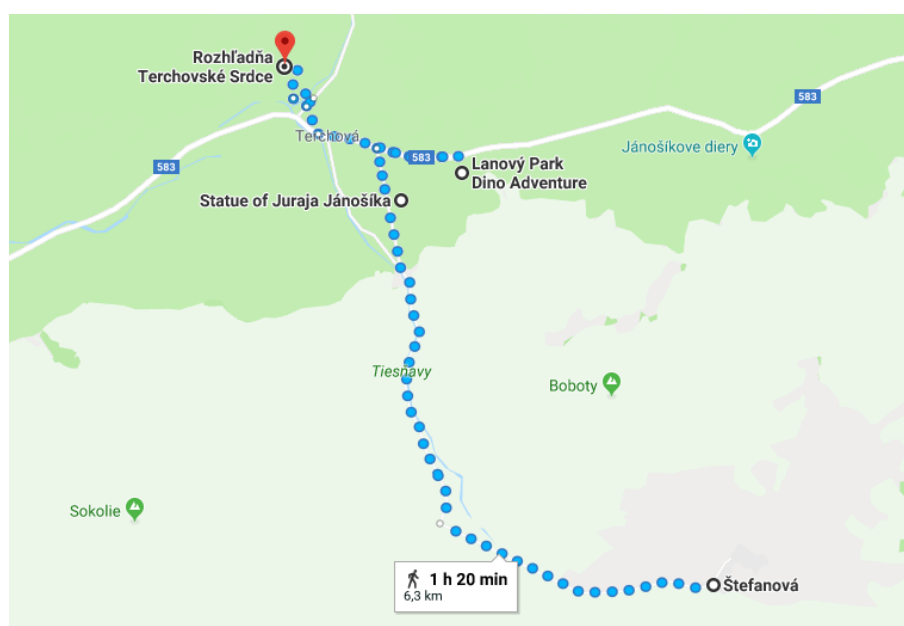 Rozhľadňa
Terchovské Srdce
583
Terchová
583
Jánošíkove diery
583
Lanový Park
Dino Adventure
Statue of Juraja Jánošíka
Tiesňavy
Boboty
Sokolie
1 h 20 min
6,3 km
Štefanová